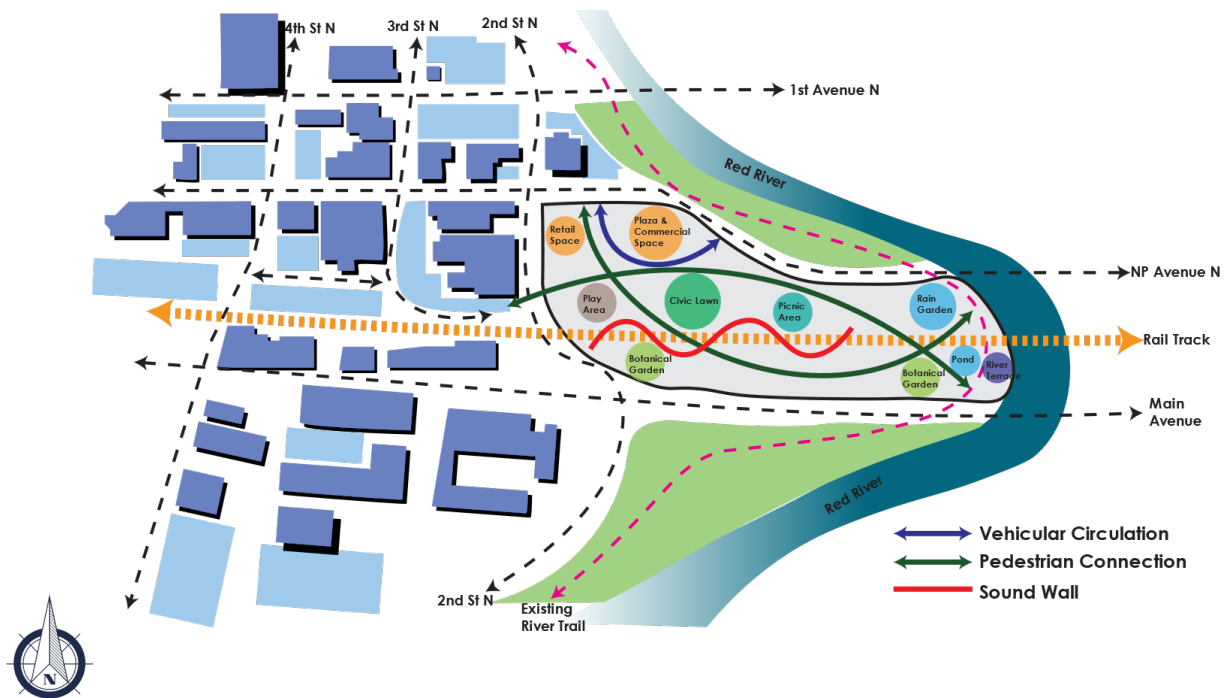 4th St N
3rd St N
2nd St N
1st Avenue N
Red River
Retail
Space
Plaza &
Commercial
Space
NP Avenue N
Play
Area
Civic Lawn
Picnic
Area
Rain
Garden
Rail Track
Botanical
Garden
Botanical
Garden
Pond
River
Terrace
Main
Avenue
Red River
Vehicular Circulation
Pedestrian Connection
Sound Wall
2nd St N
Existing
River Trail
N